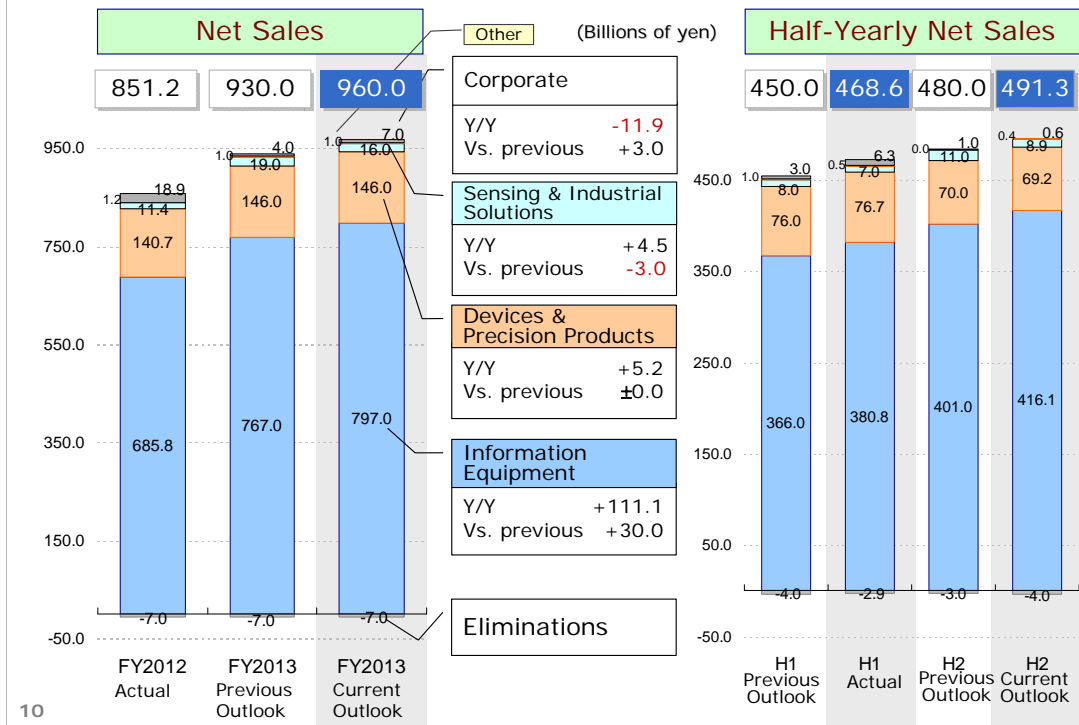 Net Sales
Other
(Billions of yen)
Half-Yearly Net Sales
851.2
930.0
960.0
450.0
468.6
480.0
491.3
950.0
750.0
550.0
350.0
150.0
-50.0
1.2
18.9
11.4
140.7
685.8
-7.0
1.0
4.0
19.0
146.0
767.0
-7.0
1.0
7.0
16.0
146.0
797.0
-7.0
FY2012
Actual
FY2013
Previous
Outlook
FY2013
Current
Outlook
Corporate
Y/Y -11.9
Vs. previous +3.0
Sensing & Industrial
Solutions
Y/Y +4.5
Vs. previous -3.0
Devices &
Precision Products
Y/Y +5.2
Vs. previous ±0.0
Information
Equipment
Y/Y +111.1
Vs. previous +30.0
Eliminations
450.0
350.0
250.0
150.0
50.0
-50.0
1.0
3.0
8.0
76.0
366.0
-4.0
0.5
6.3
7.0
76.7
380.8
-2.9
0.0
1.0
11.0
70.0
401.0
-3.0
0.4
0.6
8.9
69.2
416.1
-4.0
H1
Previous
Outlook
H1
Actual
H2
Previous
Outlook
H2
Current
Outlook
10